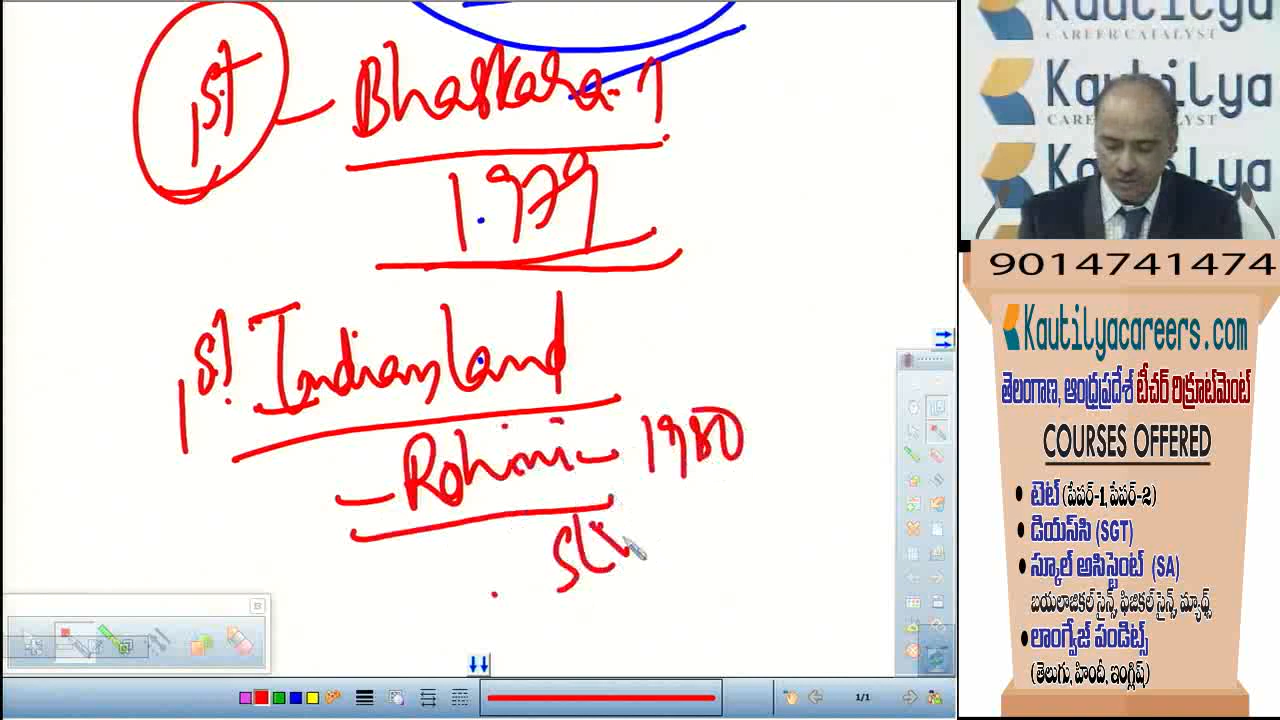 1st - Bhaskara-1
1979
1st Indian Land
- Rohini - 1980
SLV
1/1
Kautilya
CAREER CATALYST
Kautilya
CAREER CATALYST
Kautilya
9014741474
Kautilyacareers.com
తెలంగాణ, ఆంధ్రప్రదేశ్ టీచర్ రిక్రూట్‌మెంట్
COURSES OFFERED
• టెట్ (పేపర్-1, పేపర్-2)
• డియస్‌సి (SGT)
• స్కూల్ అసిస్టెంట్ (SA)
బయలాజికల్ సైన్స్, ఫిజికల్ సైన్స్, మ్యాథ్స్
• లాంగ్వేజ్ పండిట్స్
(తెలుగు, హిందీ, ఇంగ్లిష్)